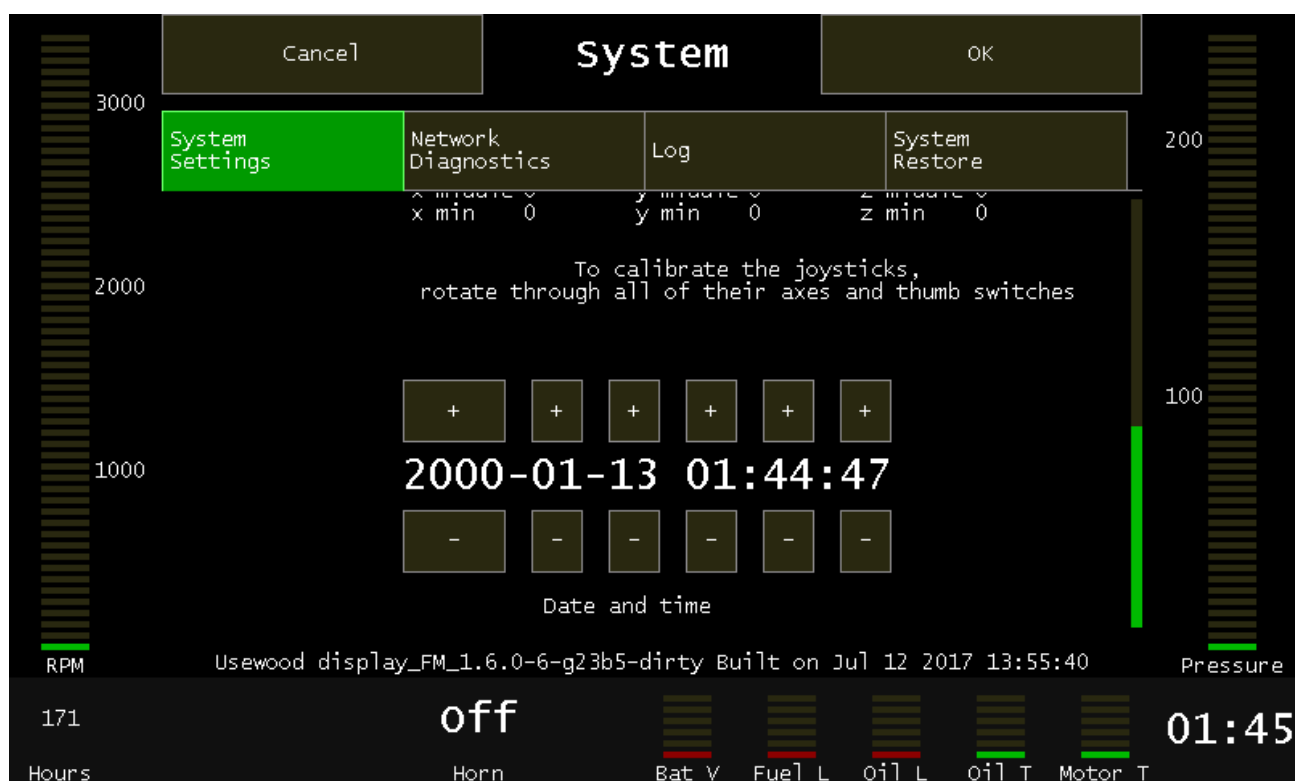 Cancel System OK
3000
System Settings
Network Diagnostics
Log
System Restore
200
x min 0 y min 0 z min 0
To calibrate the joysticks,
rotate through all of their axes and thumb switches
2000
100
+ + + + + +
2000-01-13 01:44:47
1000
- - - - - -
Date and time
RPM
Usewood display_FM_1.6.0-6-g23b5-dirty Built on Jul 12 2017 13:55:40
Pressure
171 off 01:45
Hours Horn Bat V Fuel L Oil L Oil T Motor T